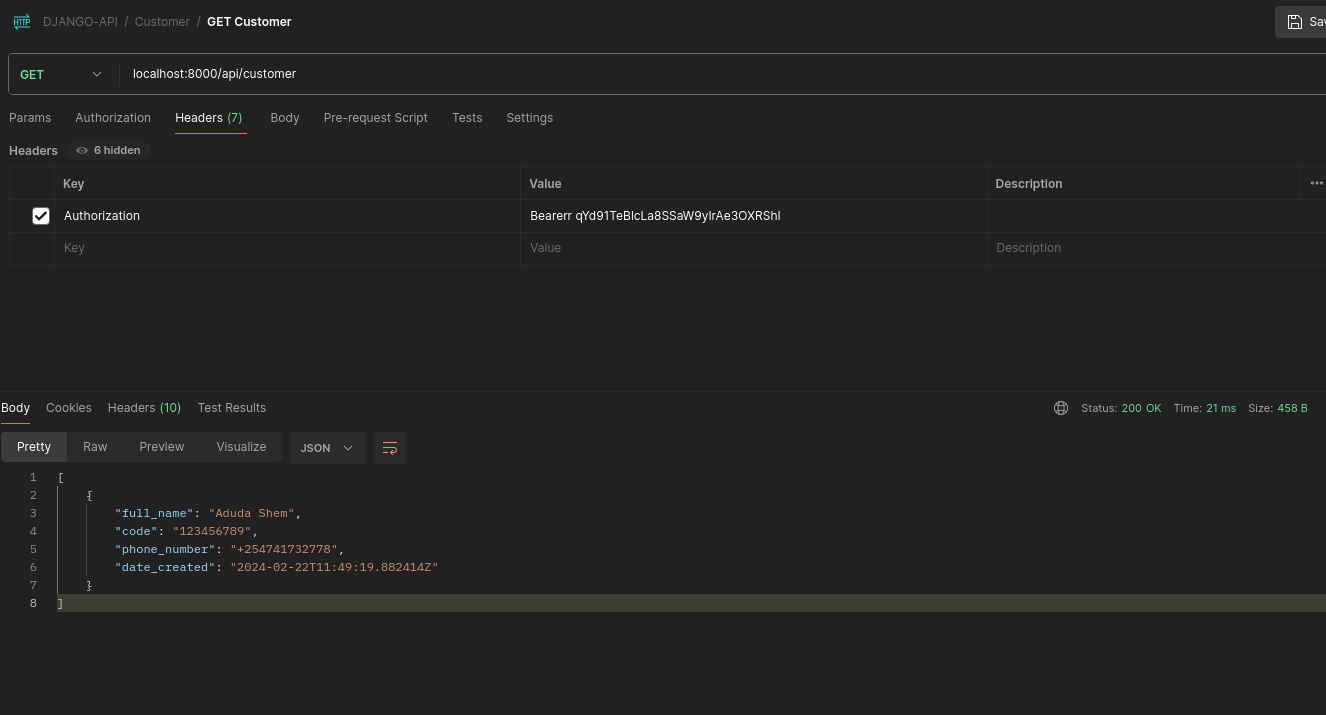 HTTP DJANGO-API / Customer / GET Customer
GET localhost:8000/api/customer
Params Authorization Headers (7) Body Pre-request Script Tests Settings
Headers 6 hidden
Key Value Description
Authorization Bearerr qYd91TeBlcLa8SSaW9ylrAe3OXRShl
Key Value Description
Body Cookies Headers (10) Test Results Status: 200 OK Time: 21 ms Size: 458 B
Pretty Raw Preview Visualize JSON
1 [
2 {
3 "full_name": "Aduda Shem",
4 "code": "123456789",
5 "phone_number": "+254741732778",
6 "date_created": "2024-02-22T11:49:19.882414Z"
7 }
8 ]